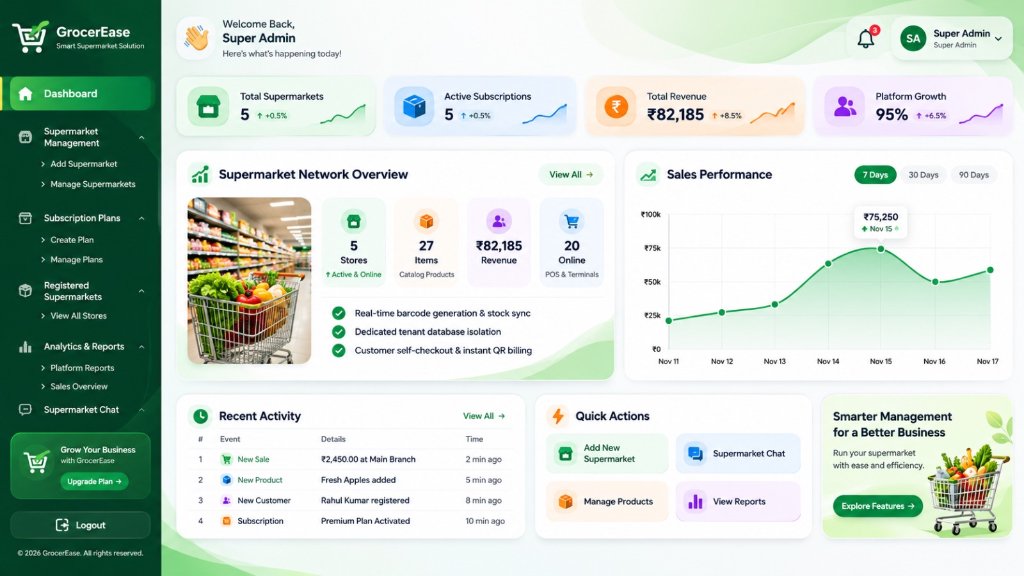 GrocerEase
Smart Supermarket Solution
Dashboard
Supermarket
Management
Add Supermarket
Manage Supermarkets
Subscription Plans
Create Plan
Manage Plans
Registered
Supermarkets
View All Stores
Analytics & Reports
Platform Reports
Sales Overview
Supermarket Chat
Grow Your Business
with GrocerEase
Upgrade Plan →
Logout
© 2026 GrocerEase. All rights reserved.
Welcome Back,
Super Admin
Here's what's happening today!
3
SA
Super Admin
Super Admin
Total Supermarkets
5 ↑ +0.5%
Active Subscriptions
5 ↑ +0.5%
Total Revenue
₹82,185 ↑ +8.5%
Platform Growth
95% ↑ +6.5%
Supermarket Network Overview
View All →
5
Stores
↑ Active & Online
27
Items
Catalog Products
₹82,185
Revenue
20
Online
POS & Terminals
Real-time barcode generation & stock sync
Dedicated tenant database isolation
Customer self-checkout & instant QR billing
Sales Performance
7 Days
30 Days
90 Days
₹100k
₹75k
₹50k
₹25k
₹0
₹75,250
Nov 15
Nov 11
Nov 12
Nov 13
Nov 14
Nov 15
Nov 16
Nov 17
Recent Activity
View All →
# Event Details Time
1 New Sale ₹2,450.00 at Main Branch 2 min ago
2 New Product Fresh Apples added 5 min ago
3 New Customer Rahul Kumar registered 8 min ago
4 Subscription Premium Plan Activated 10 min ago
Quick Actions
Add New
Supermarket
Supermarket Chat
Manage Products
View Reports
Smarter Management
for a Better Business
Run your supermarket
with ease and efficiency.
Explore Features →